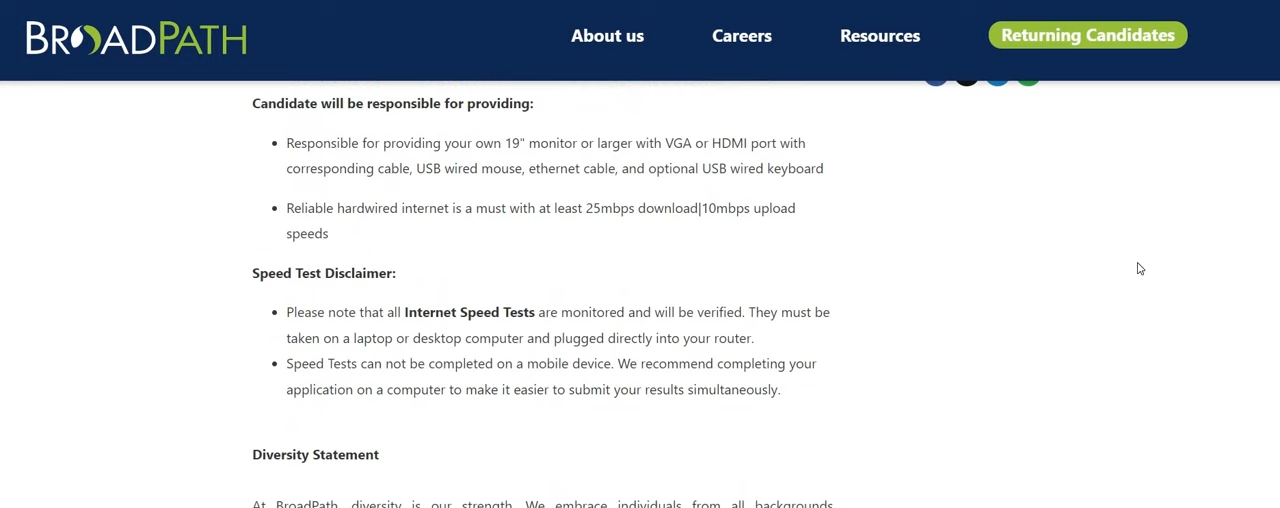 BROADPATH
About us
Careers
Resources
Returning Candidates
Candidate will be responsible for providing:
• Responsible for providing your own 19" monitor or larger with VGA or HDMI port with
corresponding cable, USB wired mouse, ethernet cable, and optional USB wired keyboard
• Reliable hardwired internet is a must with at least 25mbps download|10mbps upload
speeds
Speed Test Disclaimer:
• Please note that all Internet Speed Tests are monitored and will be verified. They must be
taken on a laptop or desktop computer and plugged directly into your router.
• Speed Tests can not be completed on a mobile device. We recommend completing your
application on a computer to make it easier to submit your results simultaneously.
Diversity Statement
At BroadPath, diversity is our strength. We embrace individuals from all backgrounds